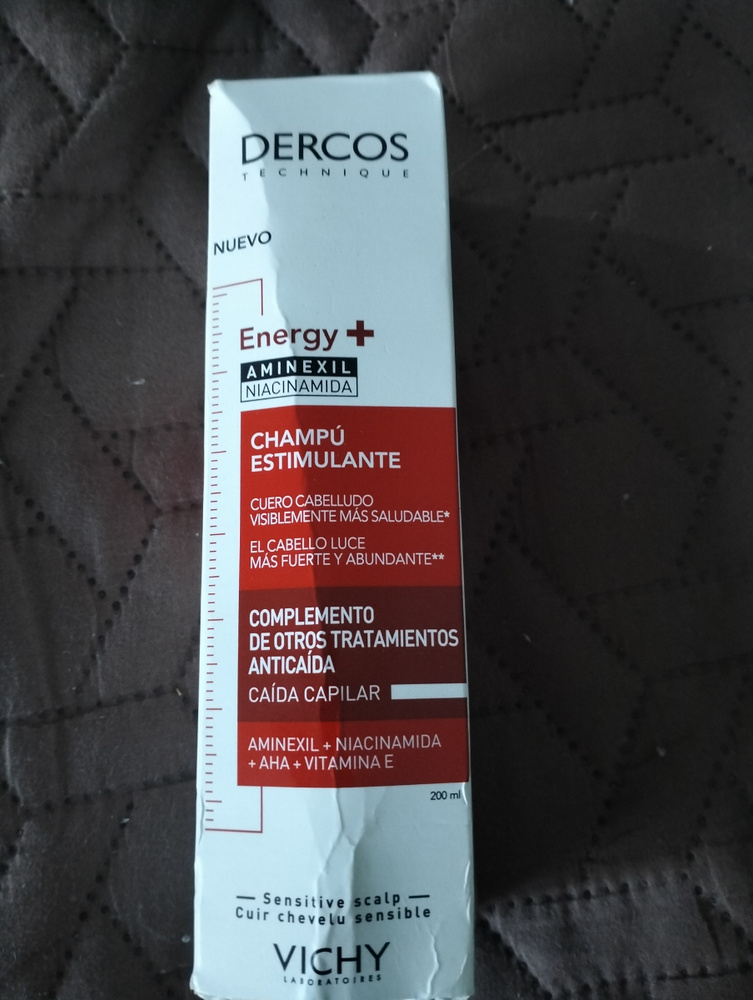 DERCOS
TECHNIQUE
NUEVO
Energy +
AMINEXIL
NIACINAMIDA
CHAMPÚ
ESTIMULANTE
CUERO CABELLUDO
VISIBLEMENTE MÁS SALUDABLE*
EL CABELLO LUCE
MÁS FUERTE Y ABUNDANTE**
COMPLEMENTO
DE OTROS TRATAMIENTOS
ANTICAÍDA
CAÍDA CAPILAR
AMINEXIL + NIACINAMIDA
+ AHA + VITAMINA E
200 ml
— Sensitive scalp —
Cuir chevelu sensible
VICHY
LABORATOIRES